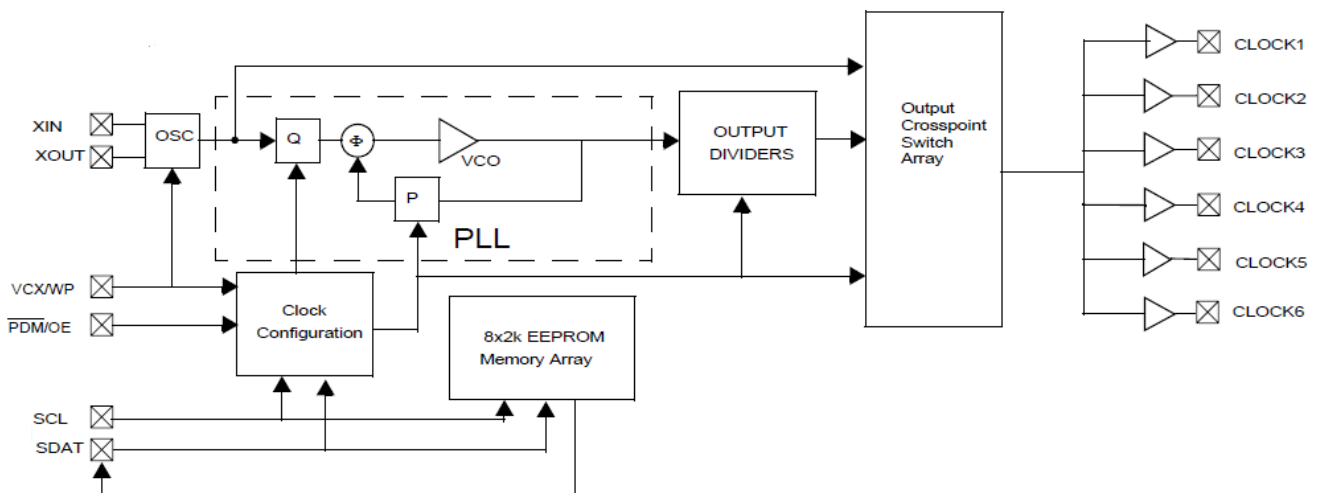 XIN
XOUT
OSC
Q
Φ
VCO
P
PLL
OUTPUT
DIVIDERS
Output
Crosspoint
Switch
Array
CLOCK1
CLOCK2
CLOCK3
CLOCK4
CLOCK5
CLOCK6
VCX/WP
PDM/OE
Clock
Configuration
8x2k EEPROM
Memory Array
SCL
SDAT